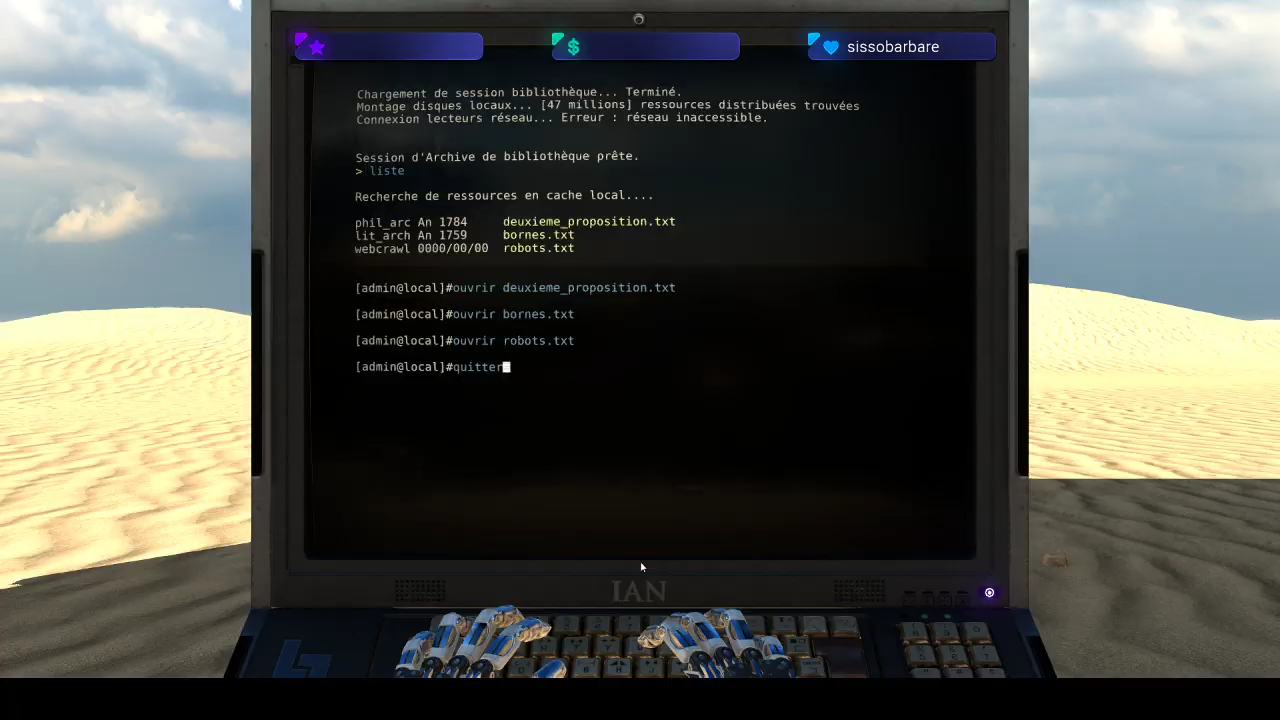 sissobarbare
Chargement de session bibliothèque... Terminé.
Montage disques locaux... [47 millions] ressources distribuées trouvées
Connexion lecteurs réseau... Erreur : réseau inaccessible.
Session d'Archive de bibliothèque prête.
> liste
Recherche de ressources en cache local....
phil_arc An 1784 deuxieme_proposition.txt
lit_arch An 1759 bornes.txt
webcrawl 0000/00/00 robots.txt
[admin@local]#ouvrir deuxieme_proposition.txt
[admin@local]#ouvrir bornes.txt
[admin@local]#ouvrir robots.txt
[admin@local]#quitter
IAN